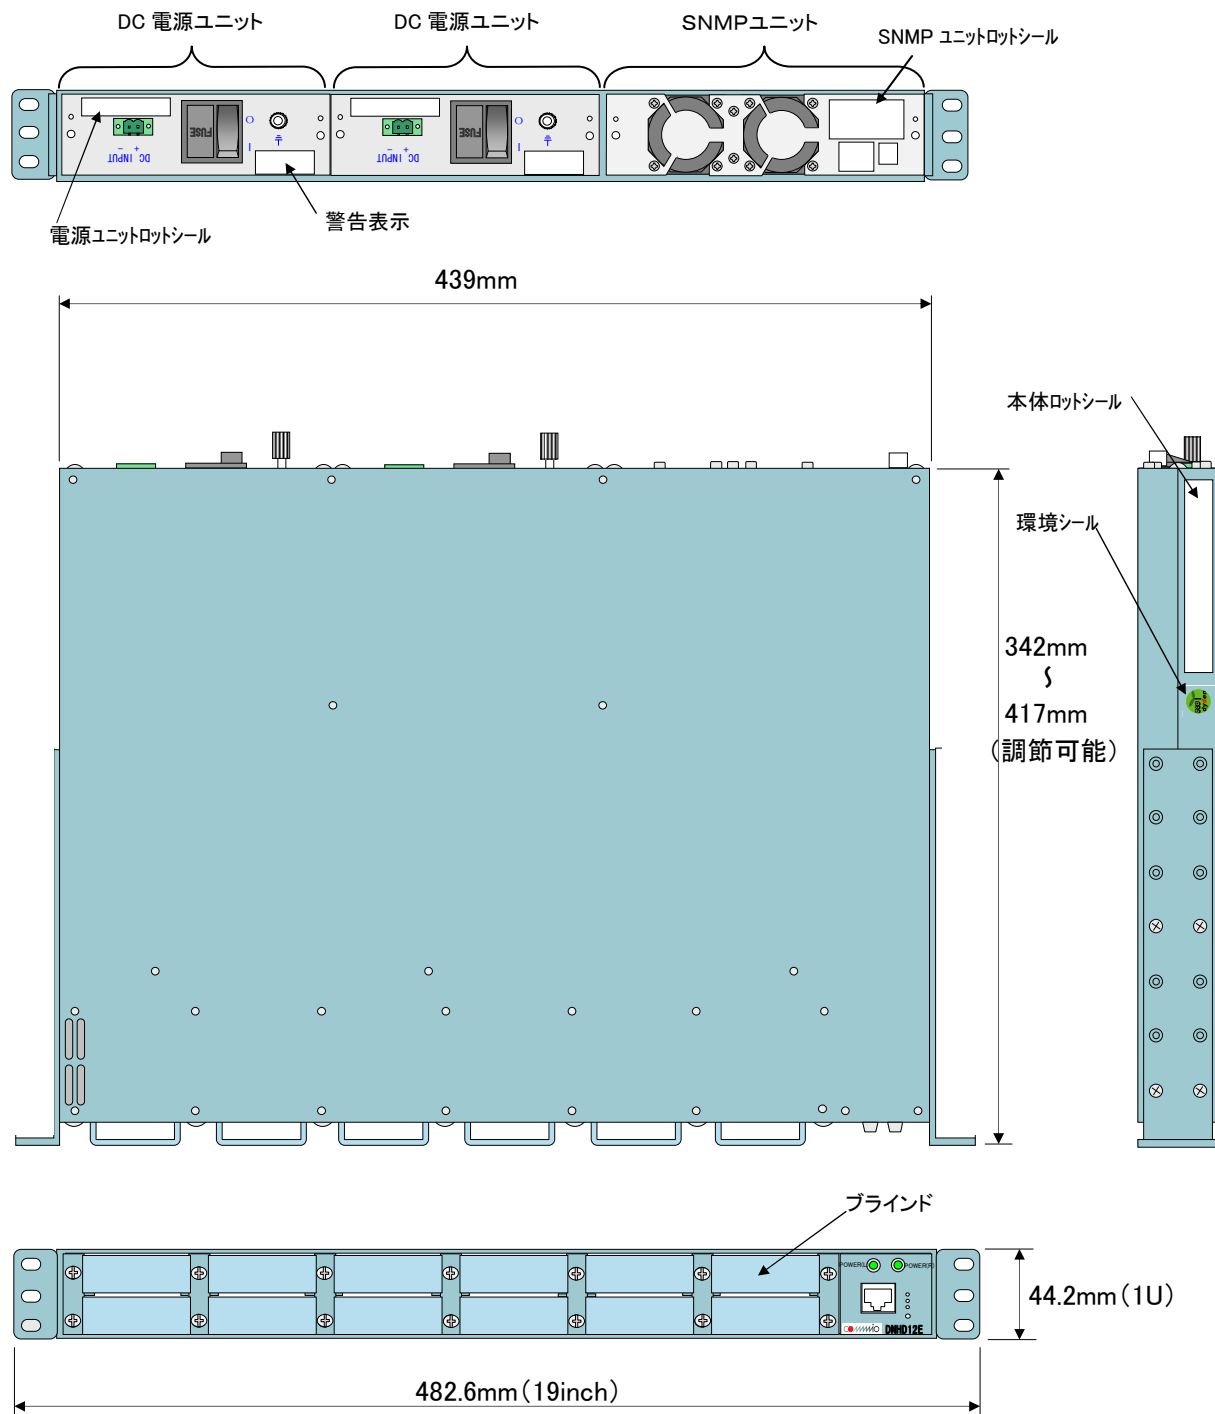 DC 電源ユニット
DC 電源ユニット
SNMPユニット
SNMP ユニットロットシール
FUSE
O
I
+ -
DC INPUT
FUSE
O
I
+ -
DC INPUT
警告表示
電源ユニットロットシール
439mm
本体ロットシール
環境シール
342mm
～
417mm
（調節可能）
ブラインド
POWER(L)
POWER(R)
DNHD12E
44.2mm（1U）
482.6mm（19inch）